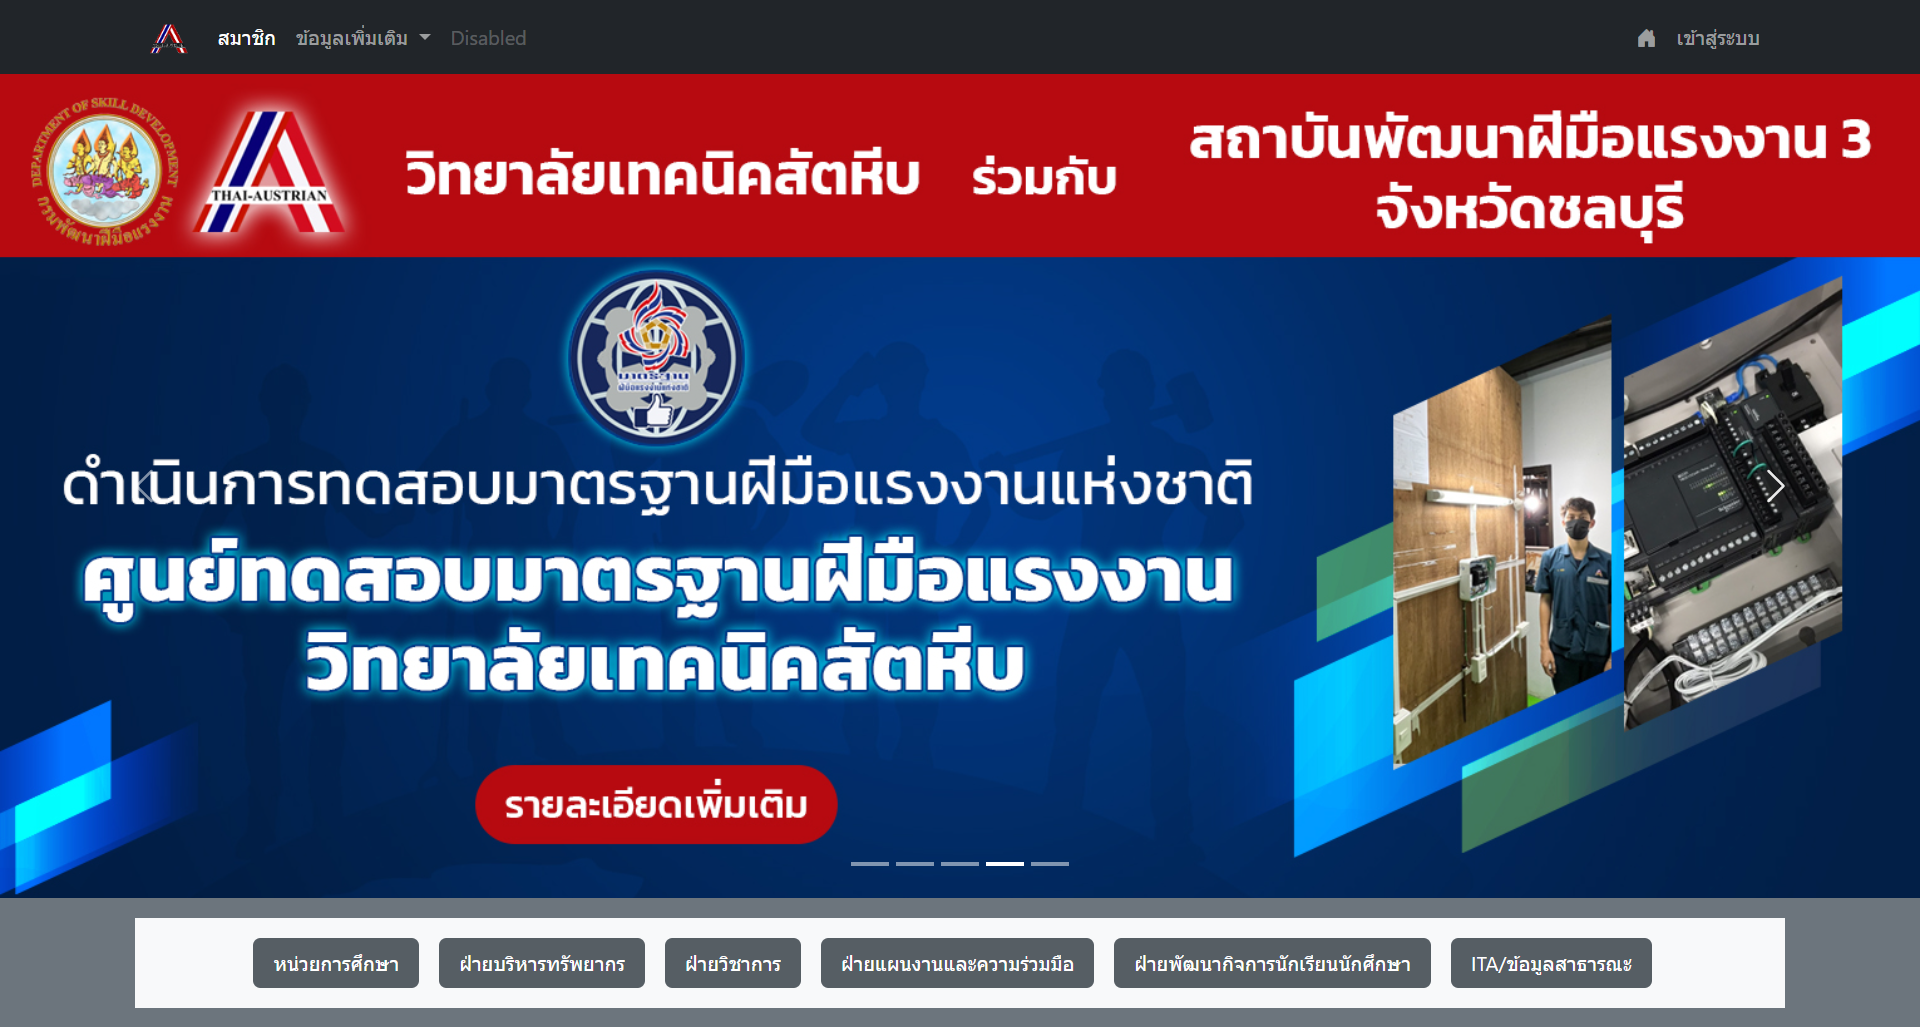 สมาชิก ข้อมูลเพิ่มเติม Disabled เข้าสู่ระบบ
DEPARTMENT OF SKILL DEVELOPMENT
กรมพัฒนาฝีมือแรงงาน
THAI-AUSTRIAN
วิทยาลัยเทคนิคสัตหีบ ร่วมกับ
สถาบันพัฒนาฝีมือแรงงาน 3
จังหวัดชลบุรี
มาตรฐาน
ฝีมือแรงงานแห่งชาติ
ดำเนินการทดสอบมาตรฐานฝีมือแรงงานแห่งชาติ
ศูนย์ทดสอบมาตรฐานฝีมือแรงงาน
วิทยาลัยเทคนิคสัตหีบ
รายละเอียดเพิ่มเติม
หน่วยการศึกษา ฝ่ายบริหารทรัพยากร ฝ่ายวิชาการ ฝ่ายแผนงานและความร่วมมือ ฝ่ายพัฒนากิจการนักเรียนนักศึกษา ITA/ข้อมูลสาธารณะ